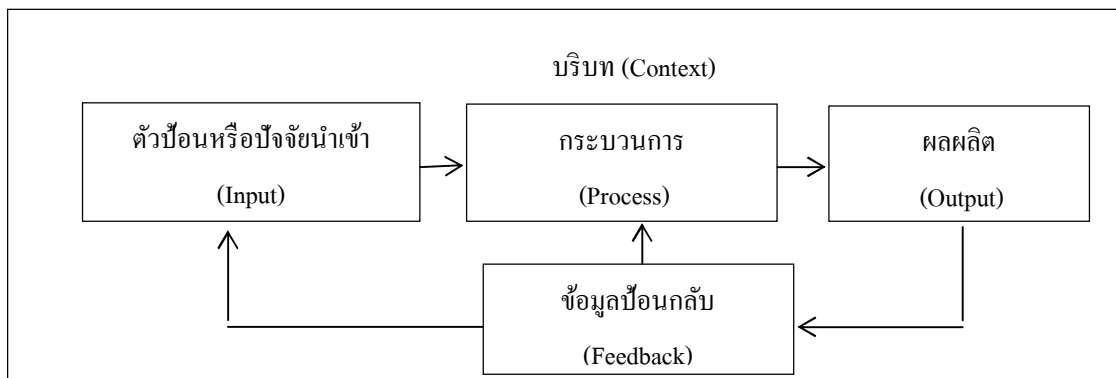 บริบท (Context)
ตัวป้อนหรือปัจจัยนำเข้า
(Input)
กระบวนการ
(Process)
ผลผลิต
(Output)
ข้อมูลป้อนกลับ
(Feedback)